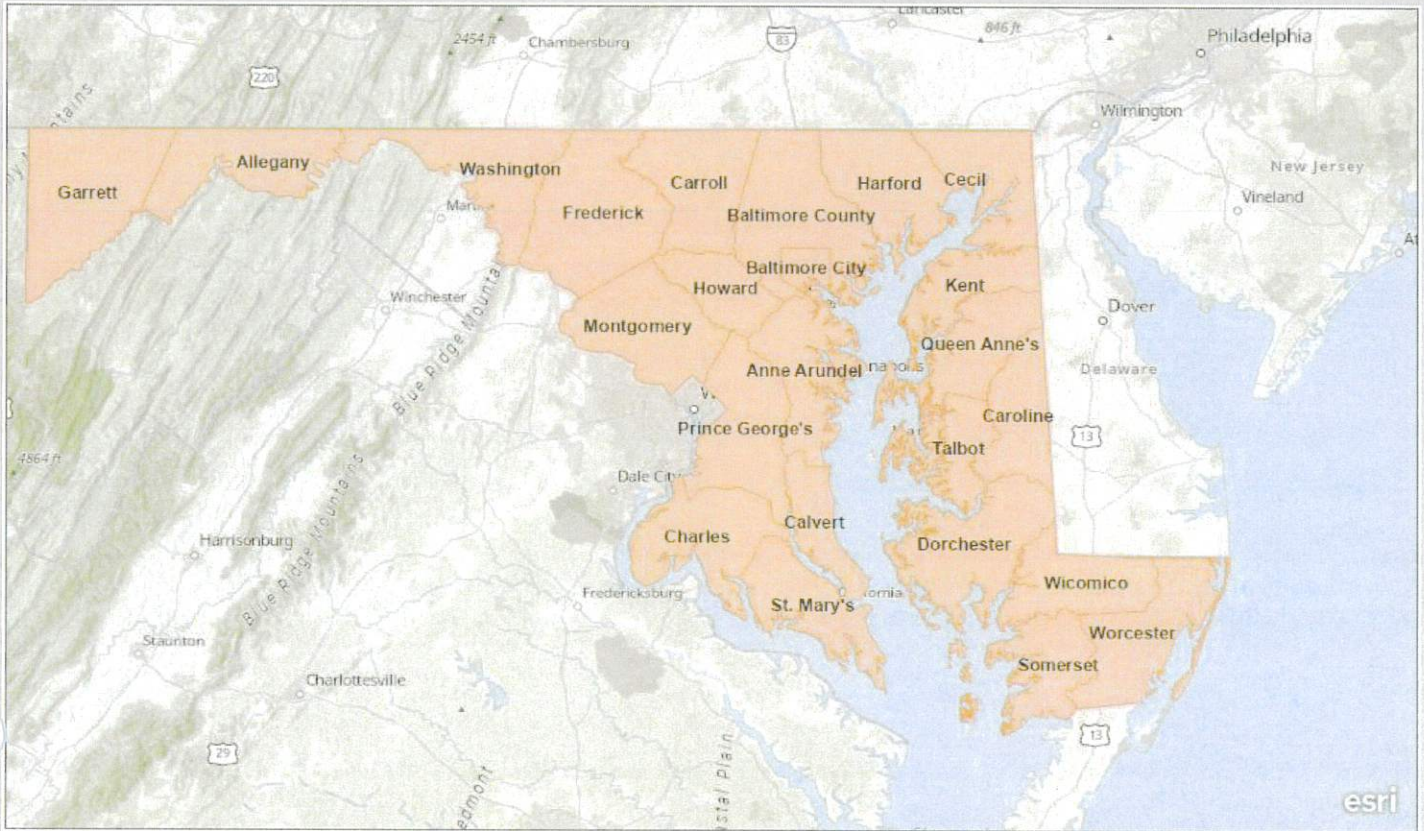 Lancaster
2454 ft
Chambersburg
83
846 ft
Philadelphia
220
Wilmington
Allegany
Washington
Carroll
Harford
Cecil
New Jersey
Garrett
Frederick
Baltimore County
Vineland
Baltimore City
Howard
Kent
Winchester
Montgomery
Dover
Queen Anne's
Anne Arundel
Delaware
Blue Ridge Mountai
Caroline
Prince George's
13
Talbot
4864 ft
Dale City
Calvert
Charles
Harrisonburg
Dorchester
Blue Ridge Mountains
Wicomico
Fredericksburg
St. Mary's
Worcester
Staunton
Somerset
Charlottesville
13
29
stal Plain
edmont
esri